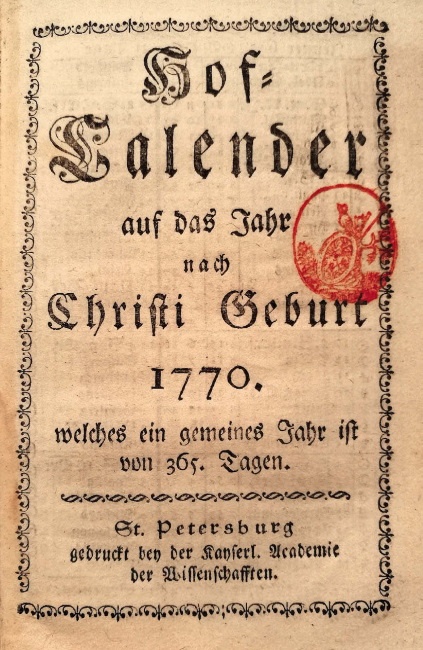 Hof-
Calender
auf das Jahr
nach
Christi Geburt
1770.
welches ein gemeines Jahr ist
von 365. Tagen.
St. Petersburg
gedruckt bey der Kayserl. Academie
der Wissenschafften.